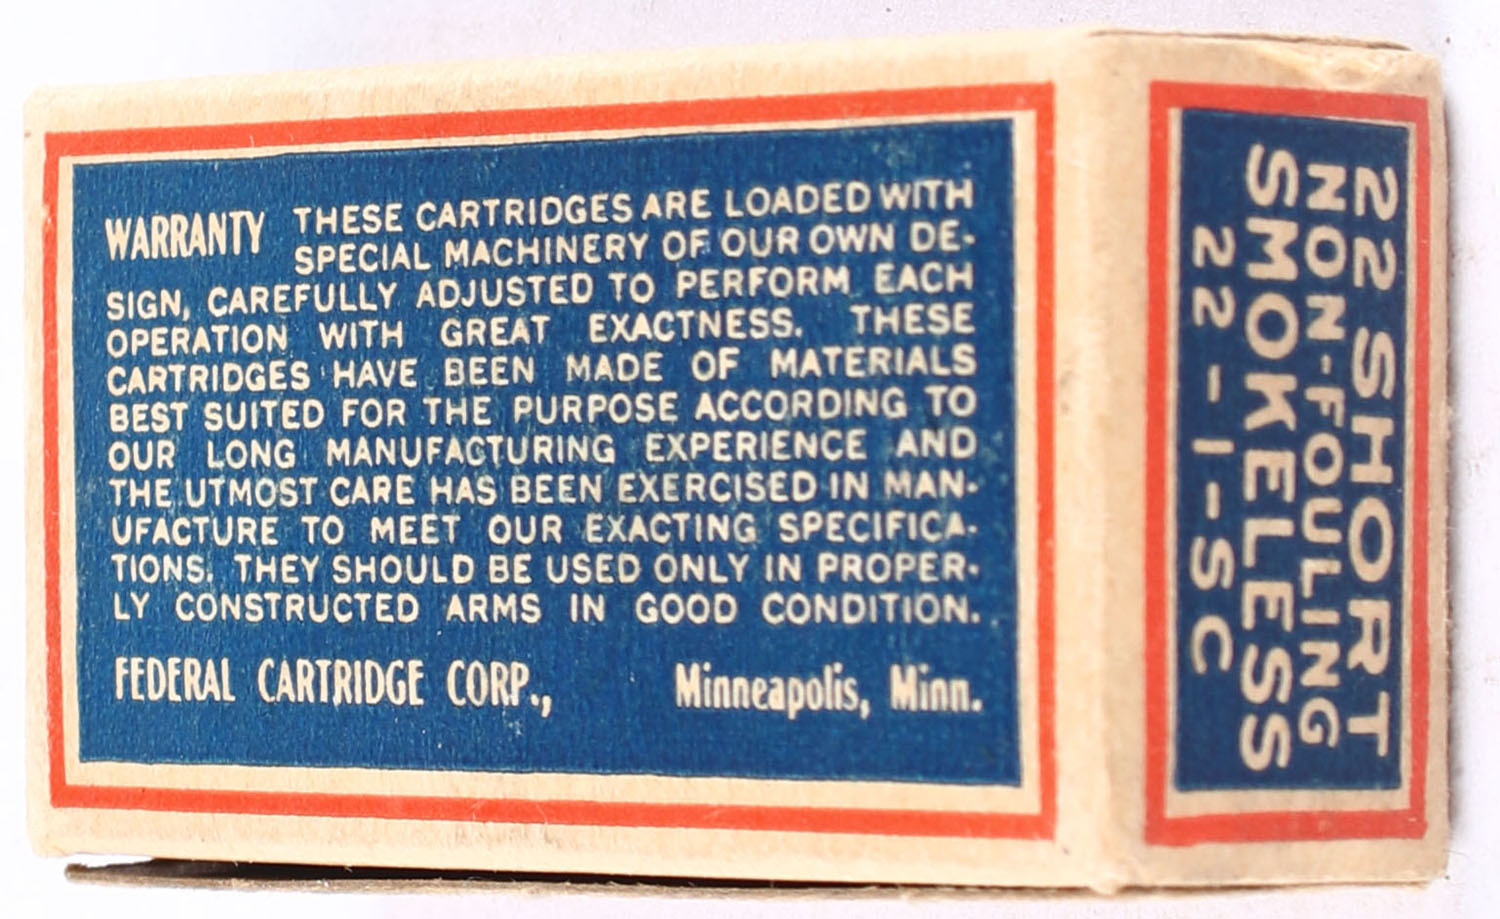 WARRANTY THESE CARTRIDGES ARE LOADED WITH
SPECIAL MACHINERY OF OUR OWN DE-
SIGN, CAREFULLY ADJUSTED TO PERFORM EACH
OPERATION WITH GREAT EXACTNESS. THESE
CARTRIDGES HAVE BEEN MADE OF MATERIALS
BEST SUITED FOR THE PURPOSE ACCORDING TO
OUR LONG MANUFACTURING EXPERIENCE AND
THE UTMOST CARE HAS BEEN EXERCISED IN MAN-
UFACTURE TO MEET OUR EXACTING SPECIFICA-
TIONS. THEY SHOULD BE USED ONLY IN PROPER-
LY CONSTRUCTED ARMS IN GOOD CONDITION.
FEDERAL CARTRIDGE CORP., Minneapolis, Minn.
22 SHORT
NON-FOULING
SMOKELESS
22-1-SC